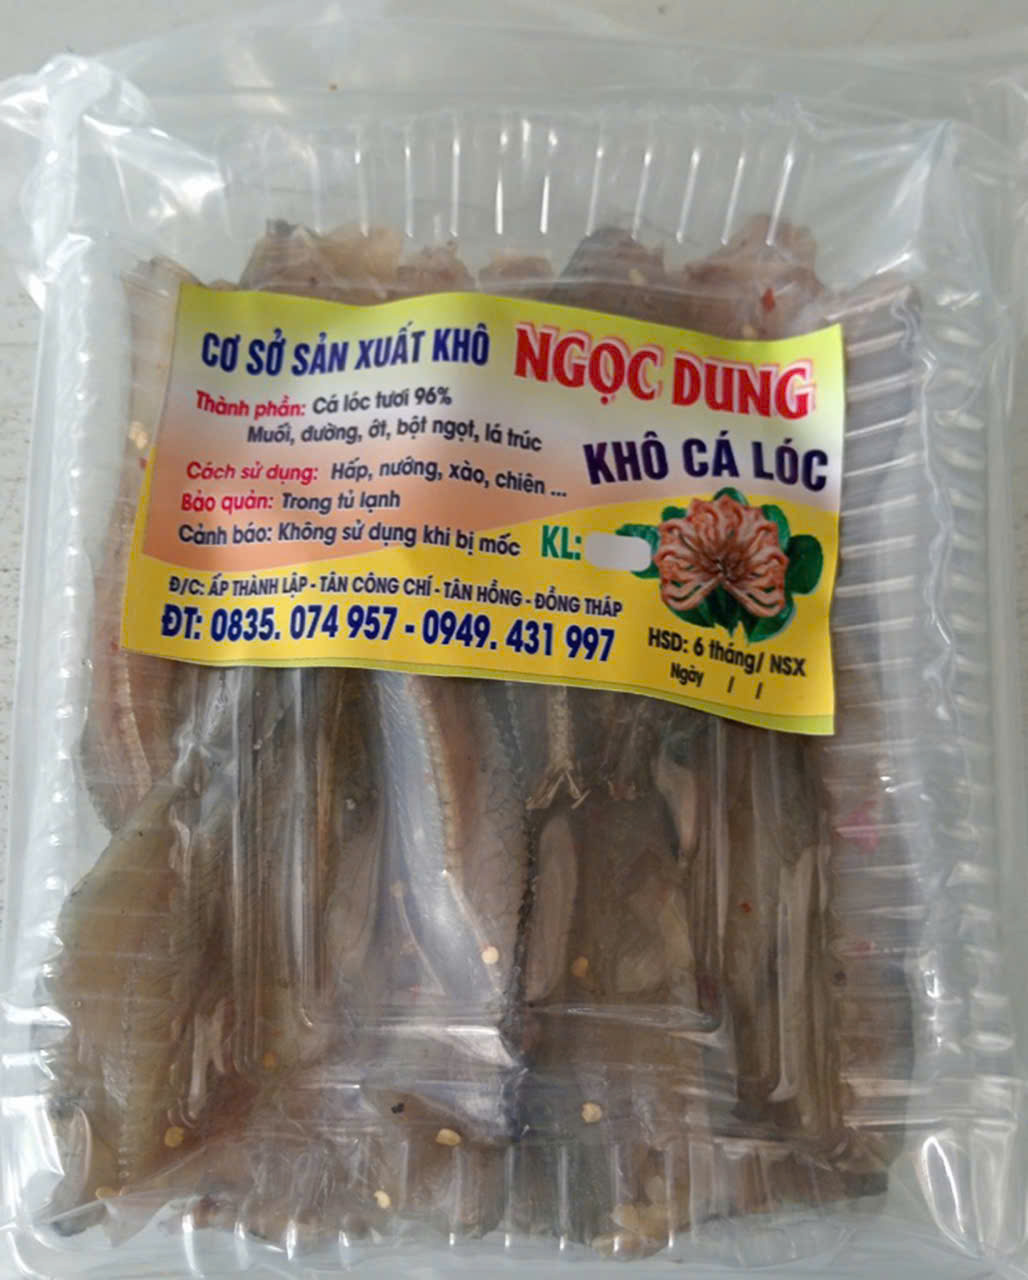 CƠ SỞ SẢN XUẤT KHÔ NGỌC DUNG
KHÔ CÁ LÓC
Thành phần: Cá lóc tươi 96%
Muối, đường, ớt, bột ngọt, lá trúc
Cách sử dụng: Hấp, nướng, xào, chiên ...
Bảo quản: Trong tủ lạnh
Cảnh báo: Không sử dụng khi bị mốc
KL:
Đ/C: ẤP THÀNH LẬP - TÂN CÔNG CHÍ - TÂN HỒNG - ĐỒNG THÁP
ĐT: 0835. 074 957 - 0949. 431 997
HSD: 6 tháng/ NSX
Ngày / /